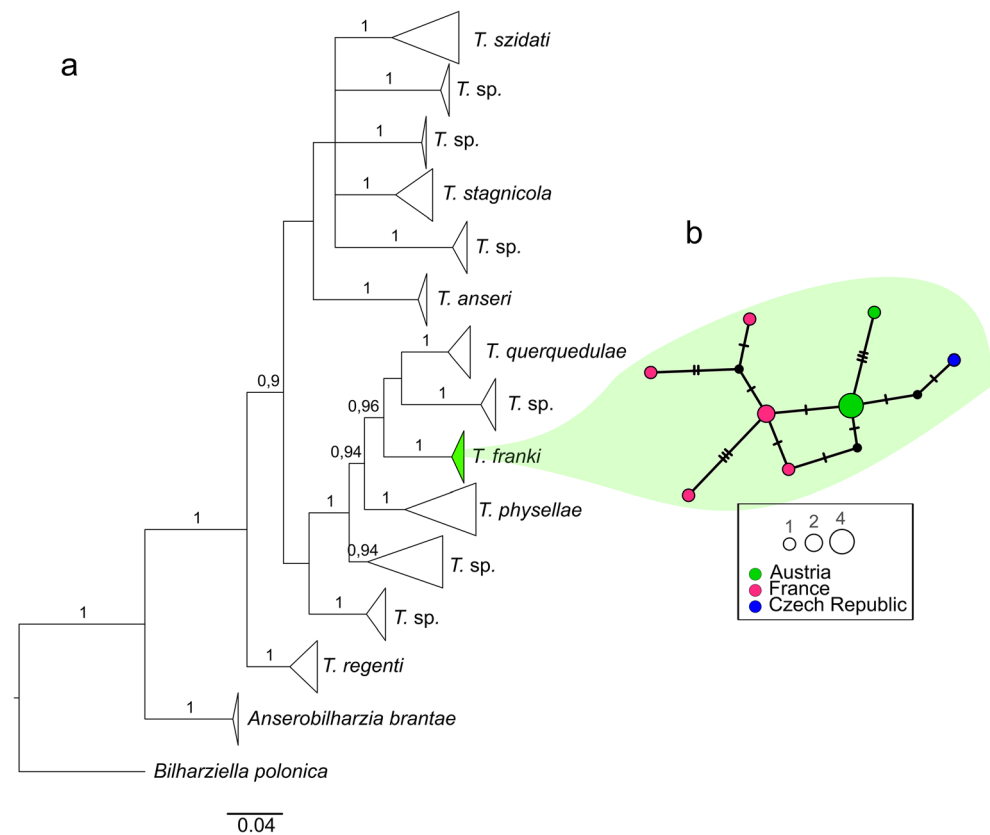 a
1
T. szidati
1
T. sp.
1
T. sp.
1
T. stagnicola
1
T. sp.
1
T. anseri
1
T. querquedulae
0,9
1
T. sp.
0,96
1
T. franki
0,94
1
T. physellae
1
0,94
T. sp.
1
T. sp.
1
1
T. regenti
1
1
Anserobilharzia brantae
Bilharziella polonica
0.04
b
1 2 4
Austria
France
Czech Republic